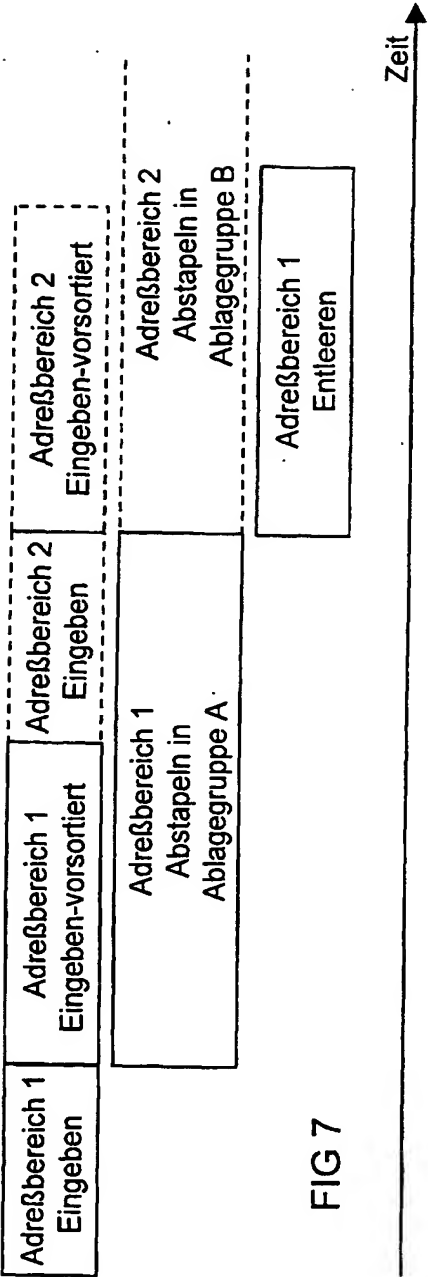 Adreßbereich 1
Eingeben
Adreßbereich 1
Eingeben-vorsortiert
Adreßbereich 2
Eingeben
Adreßbereich 2
Eingeben-vorsortiert
Adreßbereich 1
Abstapeln in
Ablagegruppe A
Adreßbereich 2
Abstapeln in
Ablagegruppe B
Adreßbereich 1
Entleeren
FIG 7
Zeit